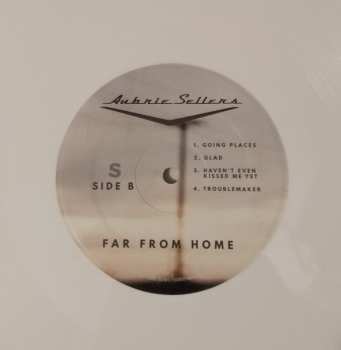 Aubrie Sellers
1. GOING PLACES
2. GLAD
3. HAVEN'T EVEN
KISSED ME YET
4. TROUBLEMAKER
S
SIDE B
FAR FROM HOME